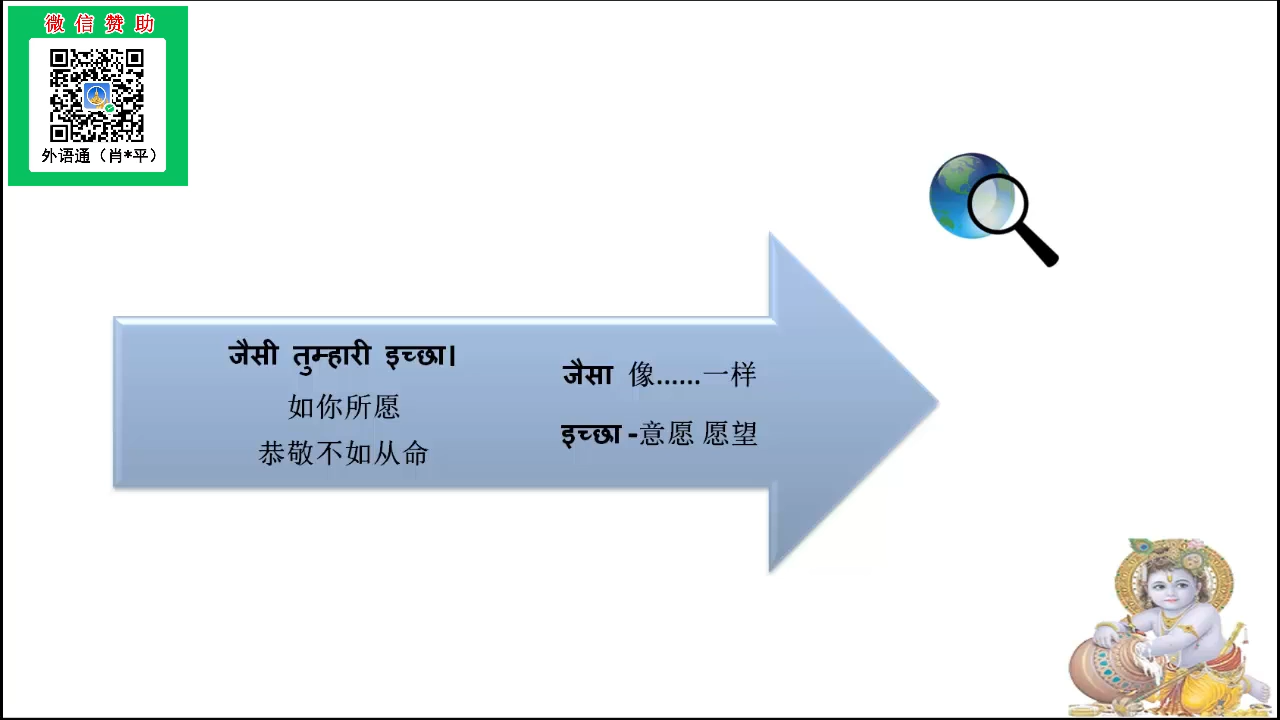 微信赞助
外语通（肖*平）
जैसी तुम्हारी इच्छा।
如你所愿
恭敬不如从命
जैसा 像……一样
इच्छा -意愿 愿望